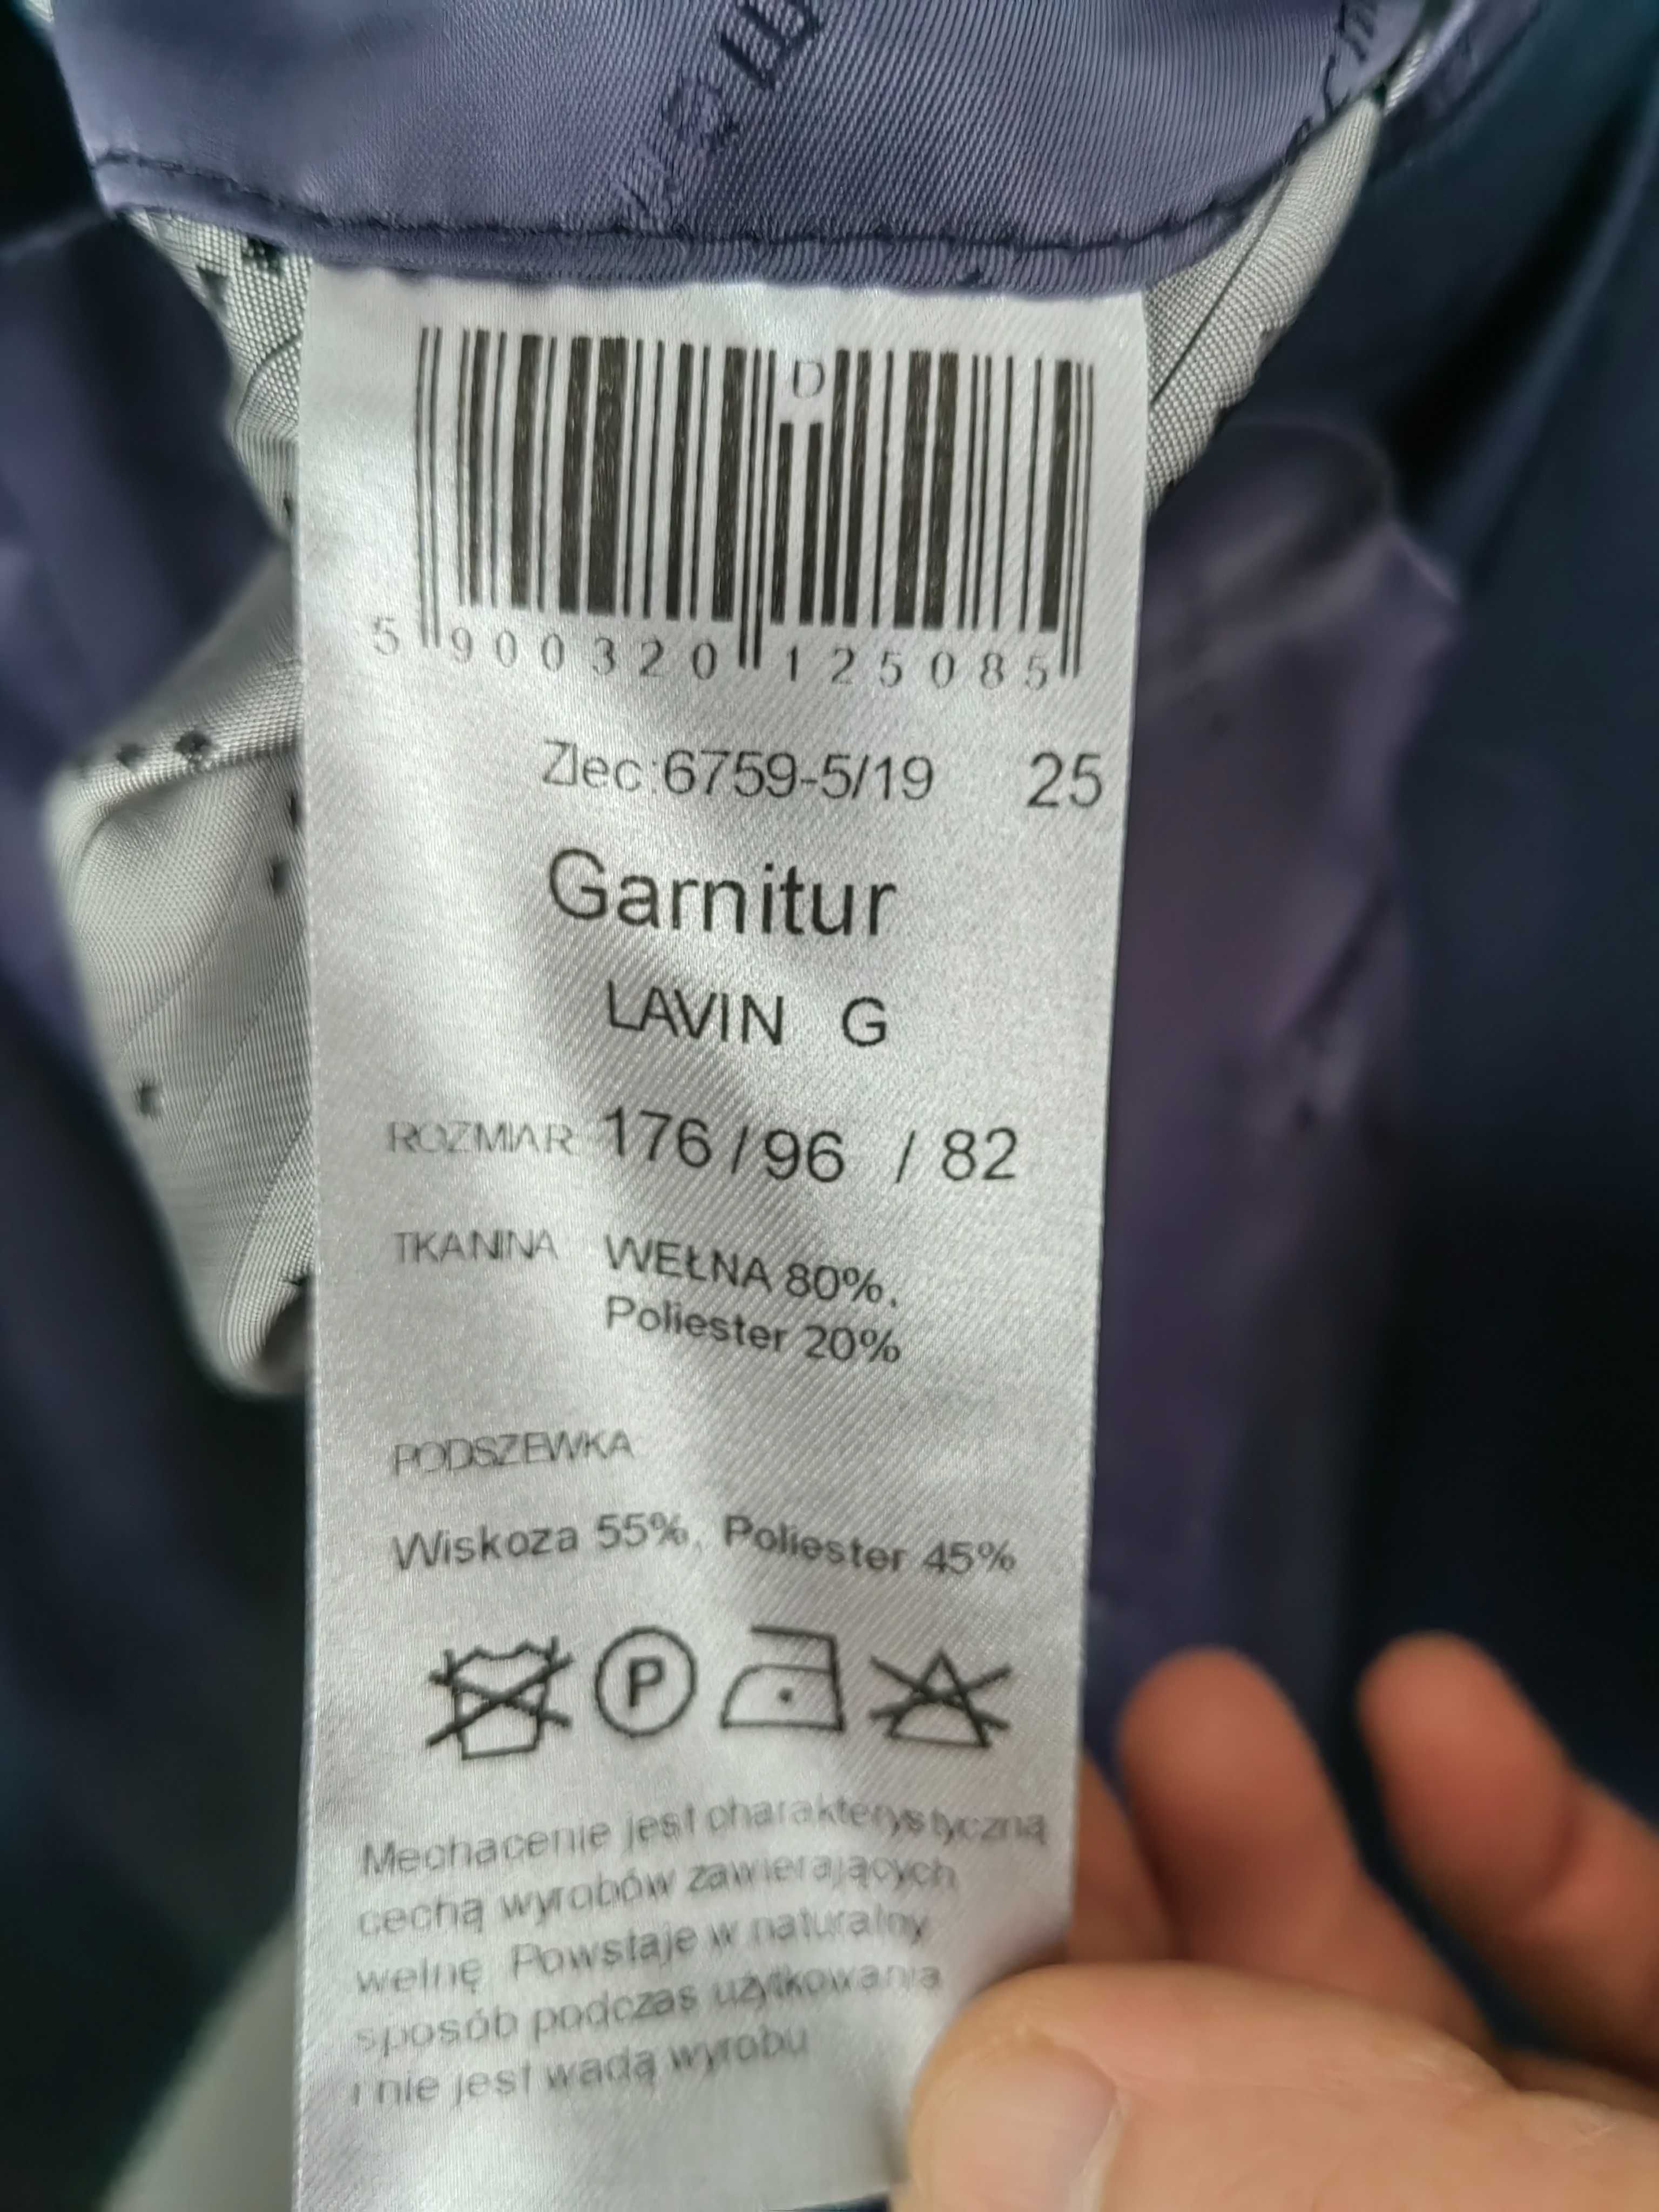 D
5 900320 125085
Zlec:6759-5/19 25
Garnitur
LAVIN G
ROZMIAR 176/96 / 82
TKANINA WEŁNA 80%,
Poliester 20%
PODSZEWKA
Wiskoza 55%, Poliester 45%
P
Mechacenie jest charakterystyczną
cechą wyrobów zawierających
wełnę. Powstaje w naturalny
sposób podczas użytkowania
i nie jest wadą wyrobu